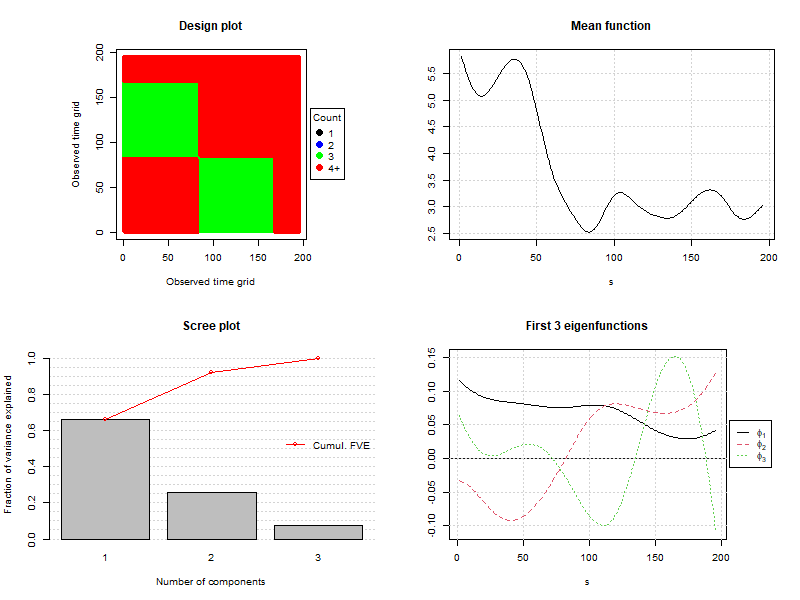 Design plot
Observed time grid
200
150
100
50
0
0 50 100 150 200
Observed time grid
Count
1
2
3
4+
Mean function
5.5
5.0
4.5
4.0
3.5
3.0
2.5
0 50 100 150 200
s
Scree plot
Fraction of variance explained
1.0
0.8
0.6
0.4
0.2
0.0
Cumul. FVE
1 2 3
Number of components
First 3 eigenfunctions
0.15
0.10
0.05
0.00
-0.05
-0.10
0 50 100 150 200
s
ϕ1
ϕ2
ϕ3